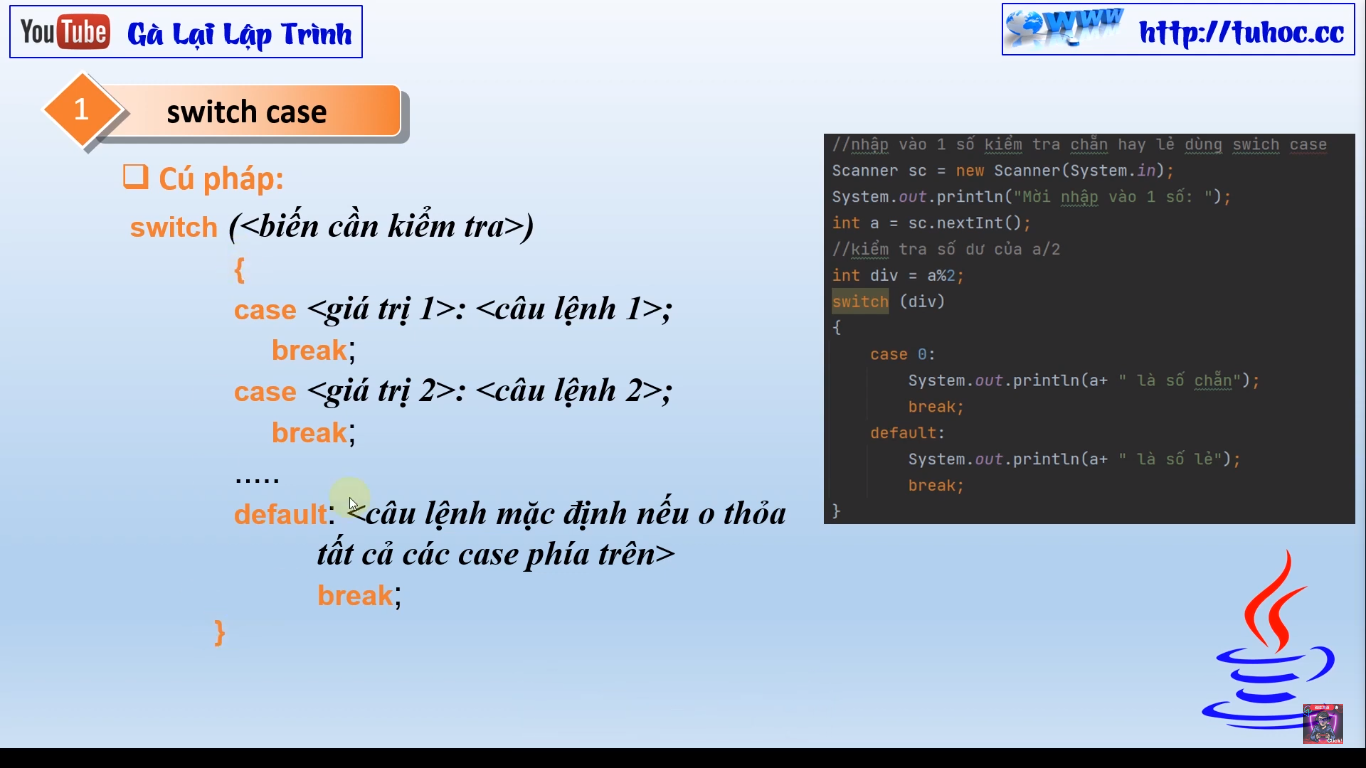 YouTube Gà Lại Lập Trình
WWW http://tuhoc.cc
1 switch case
Cú pháp:
switch (<biến cần kiểm tra>)
{
case <giá trị 1>: <câu lệnh 1>;
break;
case <giá trị 2>: <câu lệnh 2>;
break;
.....
default: <câu lệnh mặc định nếu o thỏa
tất cả các case phía trên>
break;
}
//nhập vào 1 số kiểm tra chẵn hay lẻ dùng swich case
Scanner sc = new Scanner(System.in);
System.out.println("Mời nhập vào 1 số: ");
int a = sc.nextInt();
//kiểm tra số dư của a/2
int div = a%2;
switch (div)
{
case 0:
System.out.println(a+ " là số chẵn");
break;
default:
System.out.println(a+ " là số lẻ");
break;
}